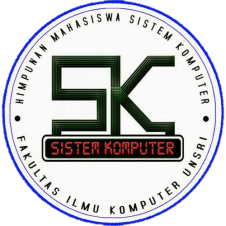 HIMPUNAN MAHASISWA SISTEM KOMPUTER
SK
SISTEM KOMPUTER
FAKULTAS ILMU KOMPUTER UNSRI